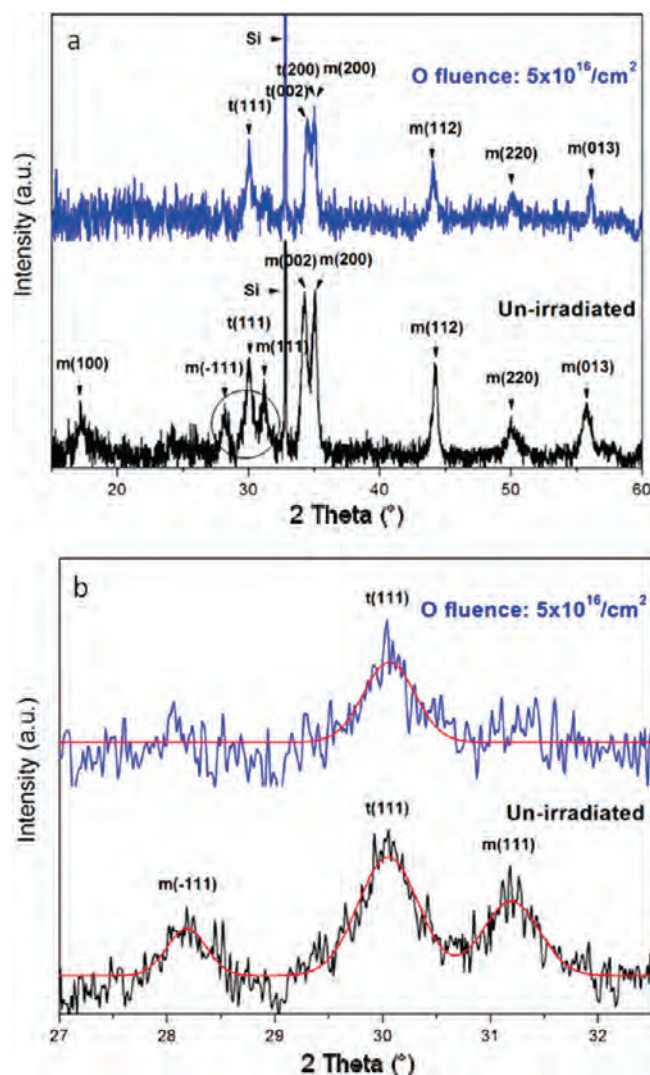 a
Si
t(200) m(200)
t(002)
O fluence: 5x10¹⁶/cm²
t(111)
m(112)
m(220)
m(013)
m(002) m(200)
Si
Un-irradiated
t(111)
m(111)
m(112)
m(100)
m(-111)
m(220)
m(013)
Intensity (a.u.)
20 30 40 50 60
2 Theta (°)
b
t(111)
O fluence: 5x10¹⁶/cm²
t(111)
Un-irradiated
m(111)
m(-111)
Intensity (a.u.)
27 28 29 30 31 32
2 Theta (°)